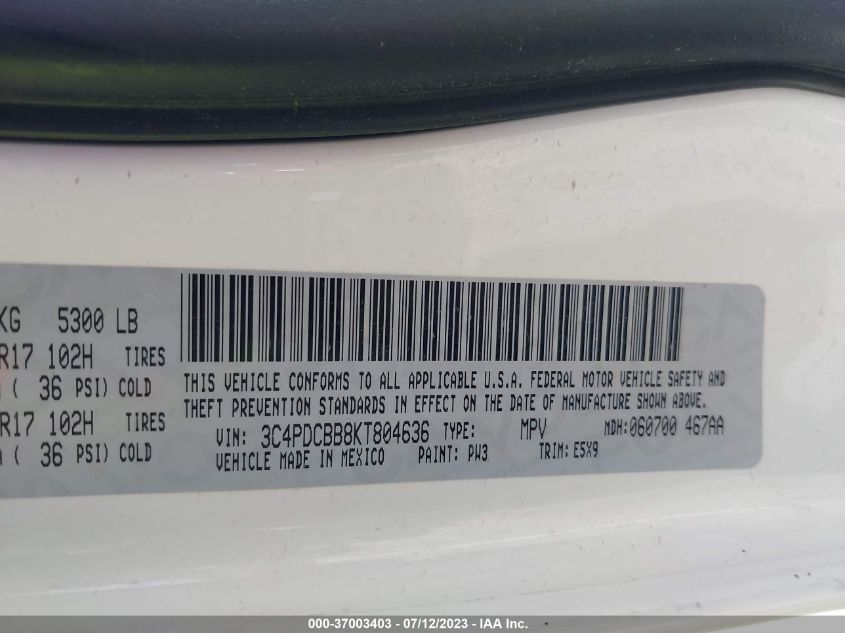 KG 5300 LB
R17 102H TIRES
( 36 PSI) COLD
R17 102H TIRES
( 36 PSI) COLD
THIS VEHICLE CONFORMS TO ALL APPLICABLE U.S.A. FEDERAL MOTOR VEHICLE SAFETY AND
THEFT PREVENTION STANDARDS IN EFFECT ON THE DATE OF MANUFACTURE SHOWN ABOVE.
VIN: 3C4PDCBB8KT804636 TYPE: MPV MDH:060700 467AA
VEHICLE MADE IN MEXICO PAINT: PW3 TRIM: E5X9
000-37003403 - 07/12/2023 - IAA Inc.